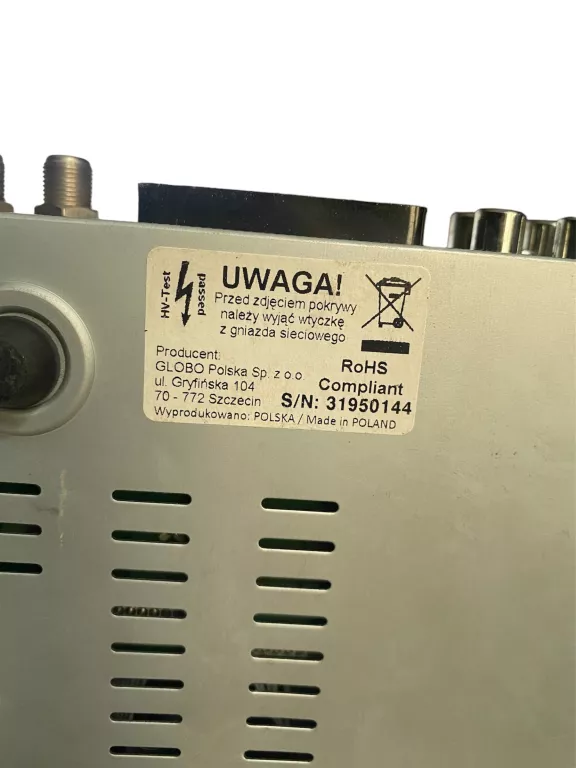 HV-Test
passed
UWAGA!
Przed zdjęciem pokrywy
należy wyjąć wtyczkę
z gniazda sieciowego
Producent:
GLOBO Polska Sp. z o.o
ul. Gryfińska 104
70 - 772 Szczecin
RoHS
Compliant
S/N: 31950144
Wyprodukowano: POLSKA / Made in POLAND